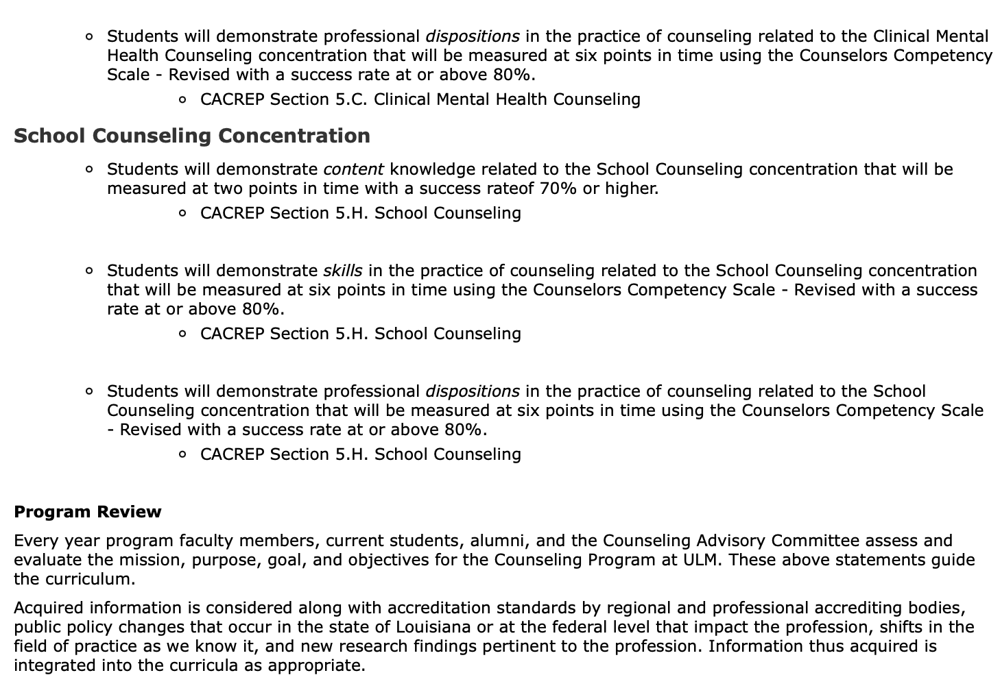 Students will demonstrate professional dispositions in the practice of counseling related to the Clinical Mental
Health Counseling concentration that will be measured at six points in time using the Counselors Competency
Scale - Revised with a success rate at or above 80%.
CACREP Section 5.C. Clinical Mental Health Counseling
School Counseling Concentration
Students will demonstrate content knowledge related to the School Counseling concentration that will be
measured at two points in time with a success rateof 70% or higher.
CACREP Section 5.H. School Counseling
Students will demonstrate skills in the practice of counseling related to the School Counseling concentration
that will be measured at six points in time using the Counselors Competency Scale - Revised with a success
rate at or above 80%.
CACREP Section 5.H. School Counseling
Students will demonstrate professional dispositions in the practice of counseling related to the School
Counseling concentration that will be measured at six points in time using the Counselors Competency Scale
- Revised with a success rate at or above 80%.
CACREP Section 5.H. School Counseling
Program Review
Every year program faculty members, current students, alumni, and the Counseling Advisory Committee assess and
evaluate the mission, purpose, goal, and objectives for the Counseling Program at ULM. These above statements guide
the curriculum.
Acquired information is considered along with accreditation standards by regional and professional accrediting bodies,
public policy changes that occur in the state of Louisiana or at the federal level that impact the profession, shifts in the
field of practice as we know it, and new research findings pertinent to the profession. Information thus acquired is
integrated into the curricula as appropriate.